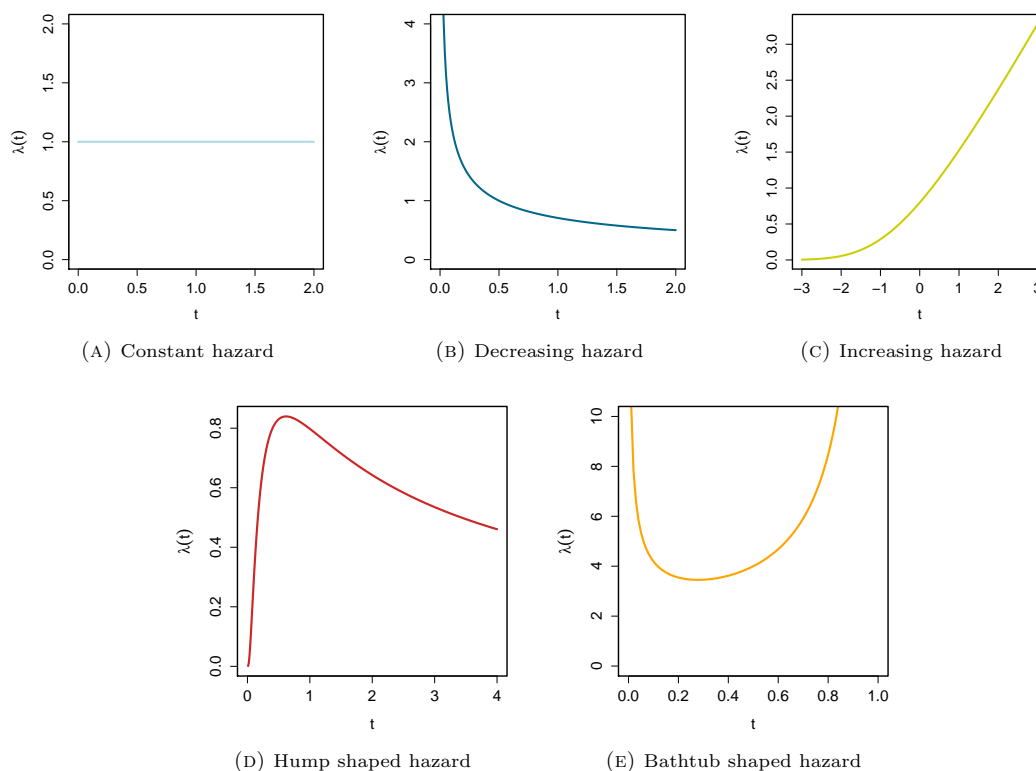 0.0 0.5 1.0 1.5 2.0
λ(t)
0.0 0.5 1.0 1.5 2.0
t
(A) Constant hazard
0 1 2 3 4
λ(t)
0.0 0.5 1.0 1.5 2.0
t
(B) Decreasing hazard
0.0 0.5 1.0 1.5 2.0 2.5 3.0
λ(t)
−3 −2 −1 0 1 2 3
t
(C) Increasing hazard
0.0 0.2 0.4 0.6 0.8
λ(t)
0 1 2 3 4
t
(D) Hump shaped hazard
0 2 4 6 8 10
λ(t)
0.0 0.2 0.4 0.6 0.8 1.0
t
(E) Bathtub shaped hazard